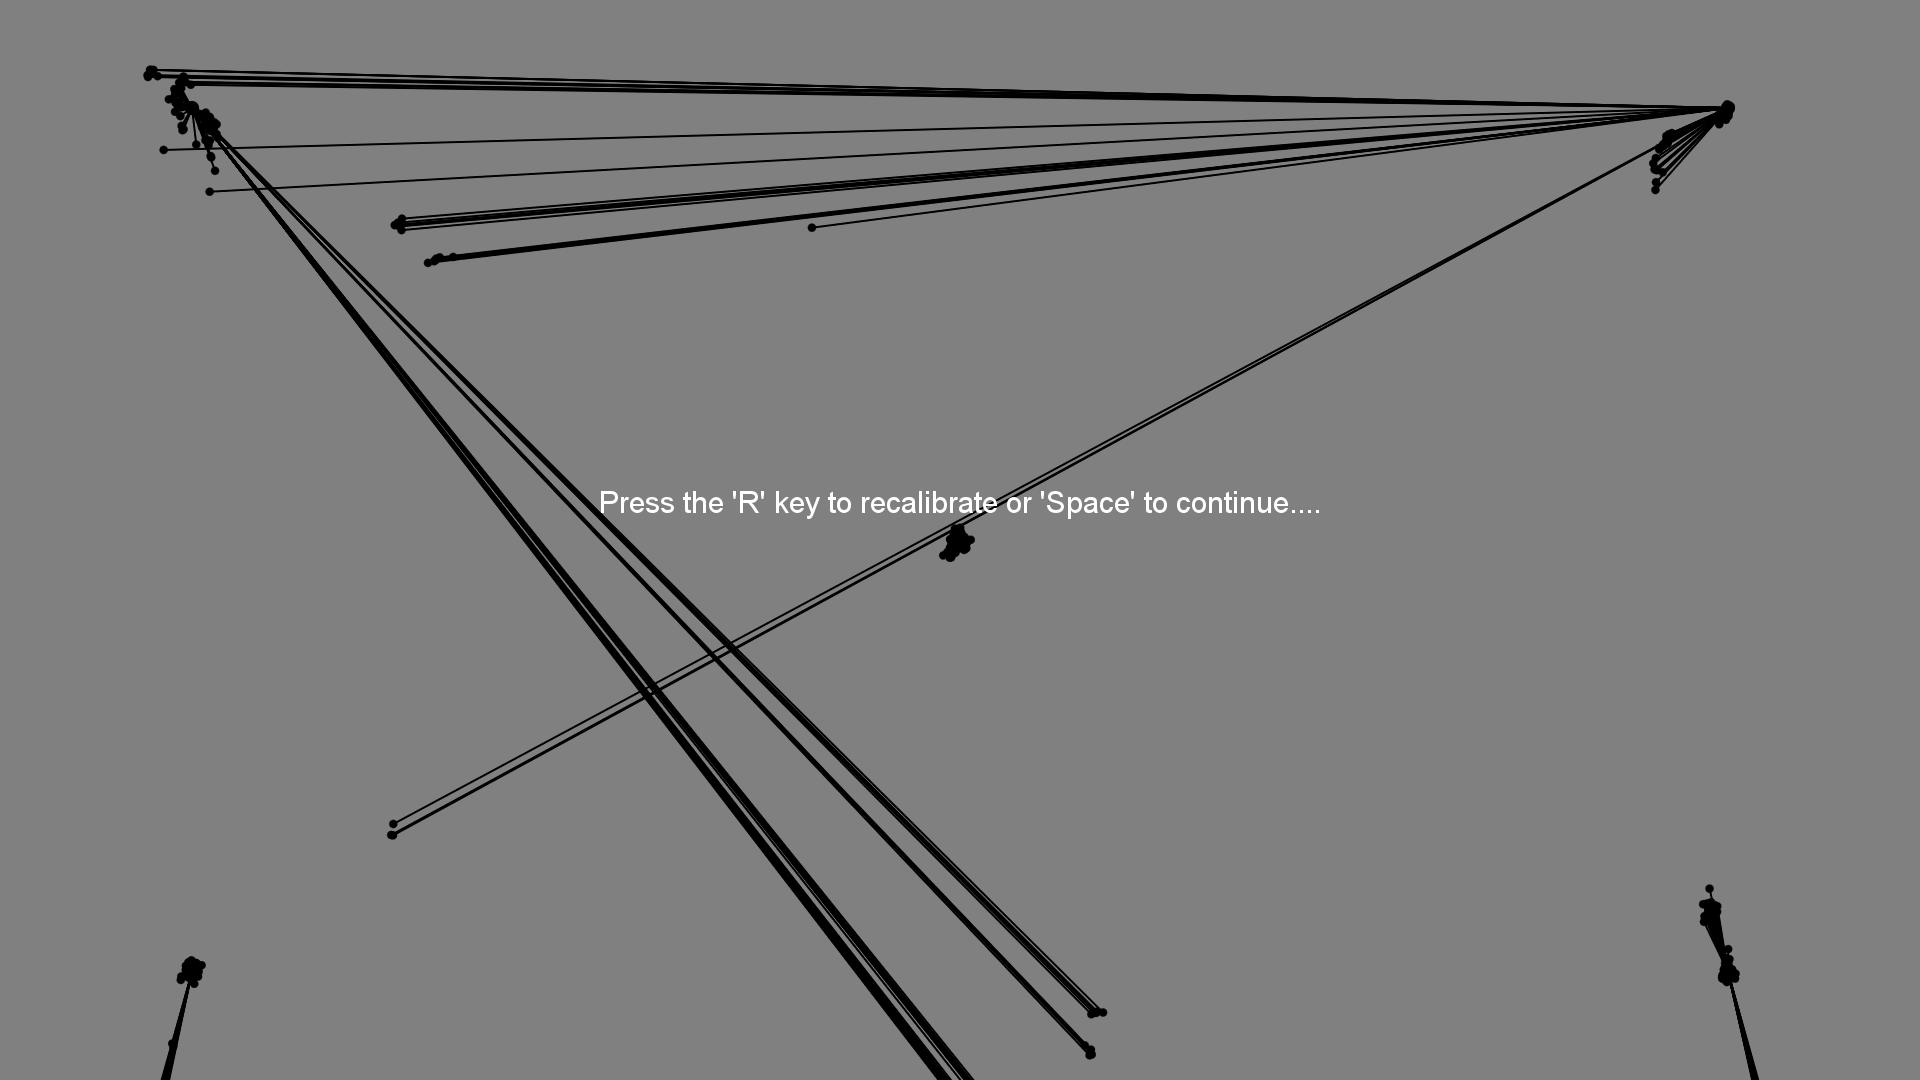 Press the 'R' key to recalibrate or 'Space' to continue....